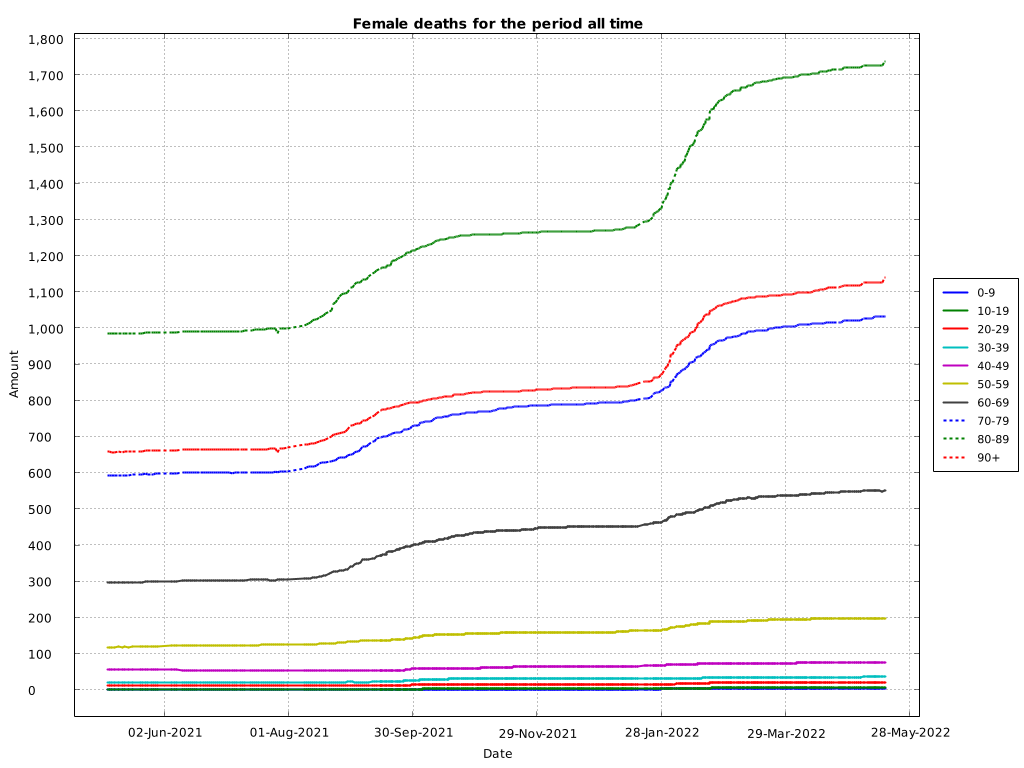 Female deaths for the period all time
Amount
1,800
1,700
1,600
1,500
1,400
1,300
1,200
1,100
1,000
900
800
700
600
500
400
300
200
100
0
02-Jun-2021
01-Aug-2021
30-Sep-2021
29-Nov-2021
28-Jan-2022
29-Mar-2022
28-May-2022
Date
0-9
10-19
20-29
30-39
40-49
50-59
60-69
70-79
80-89
90+